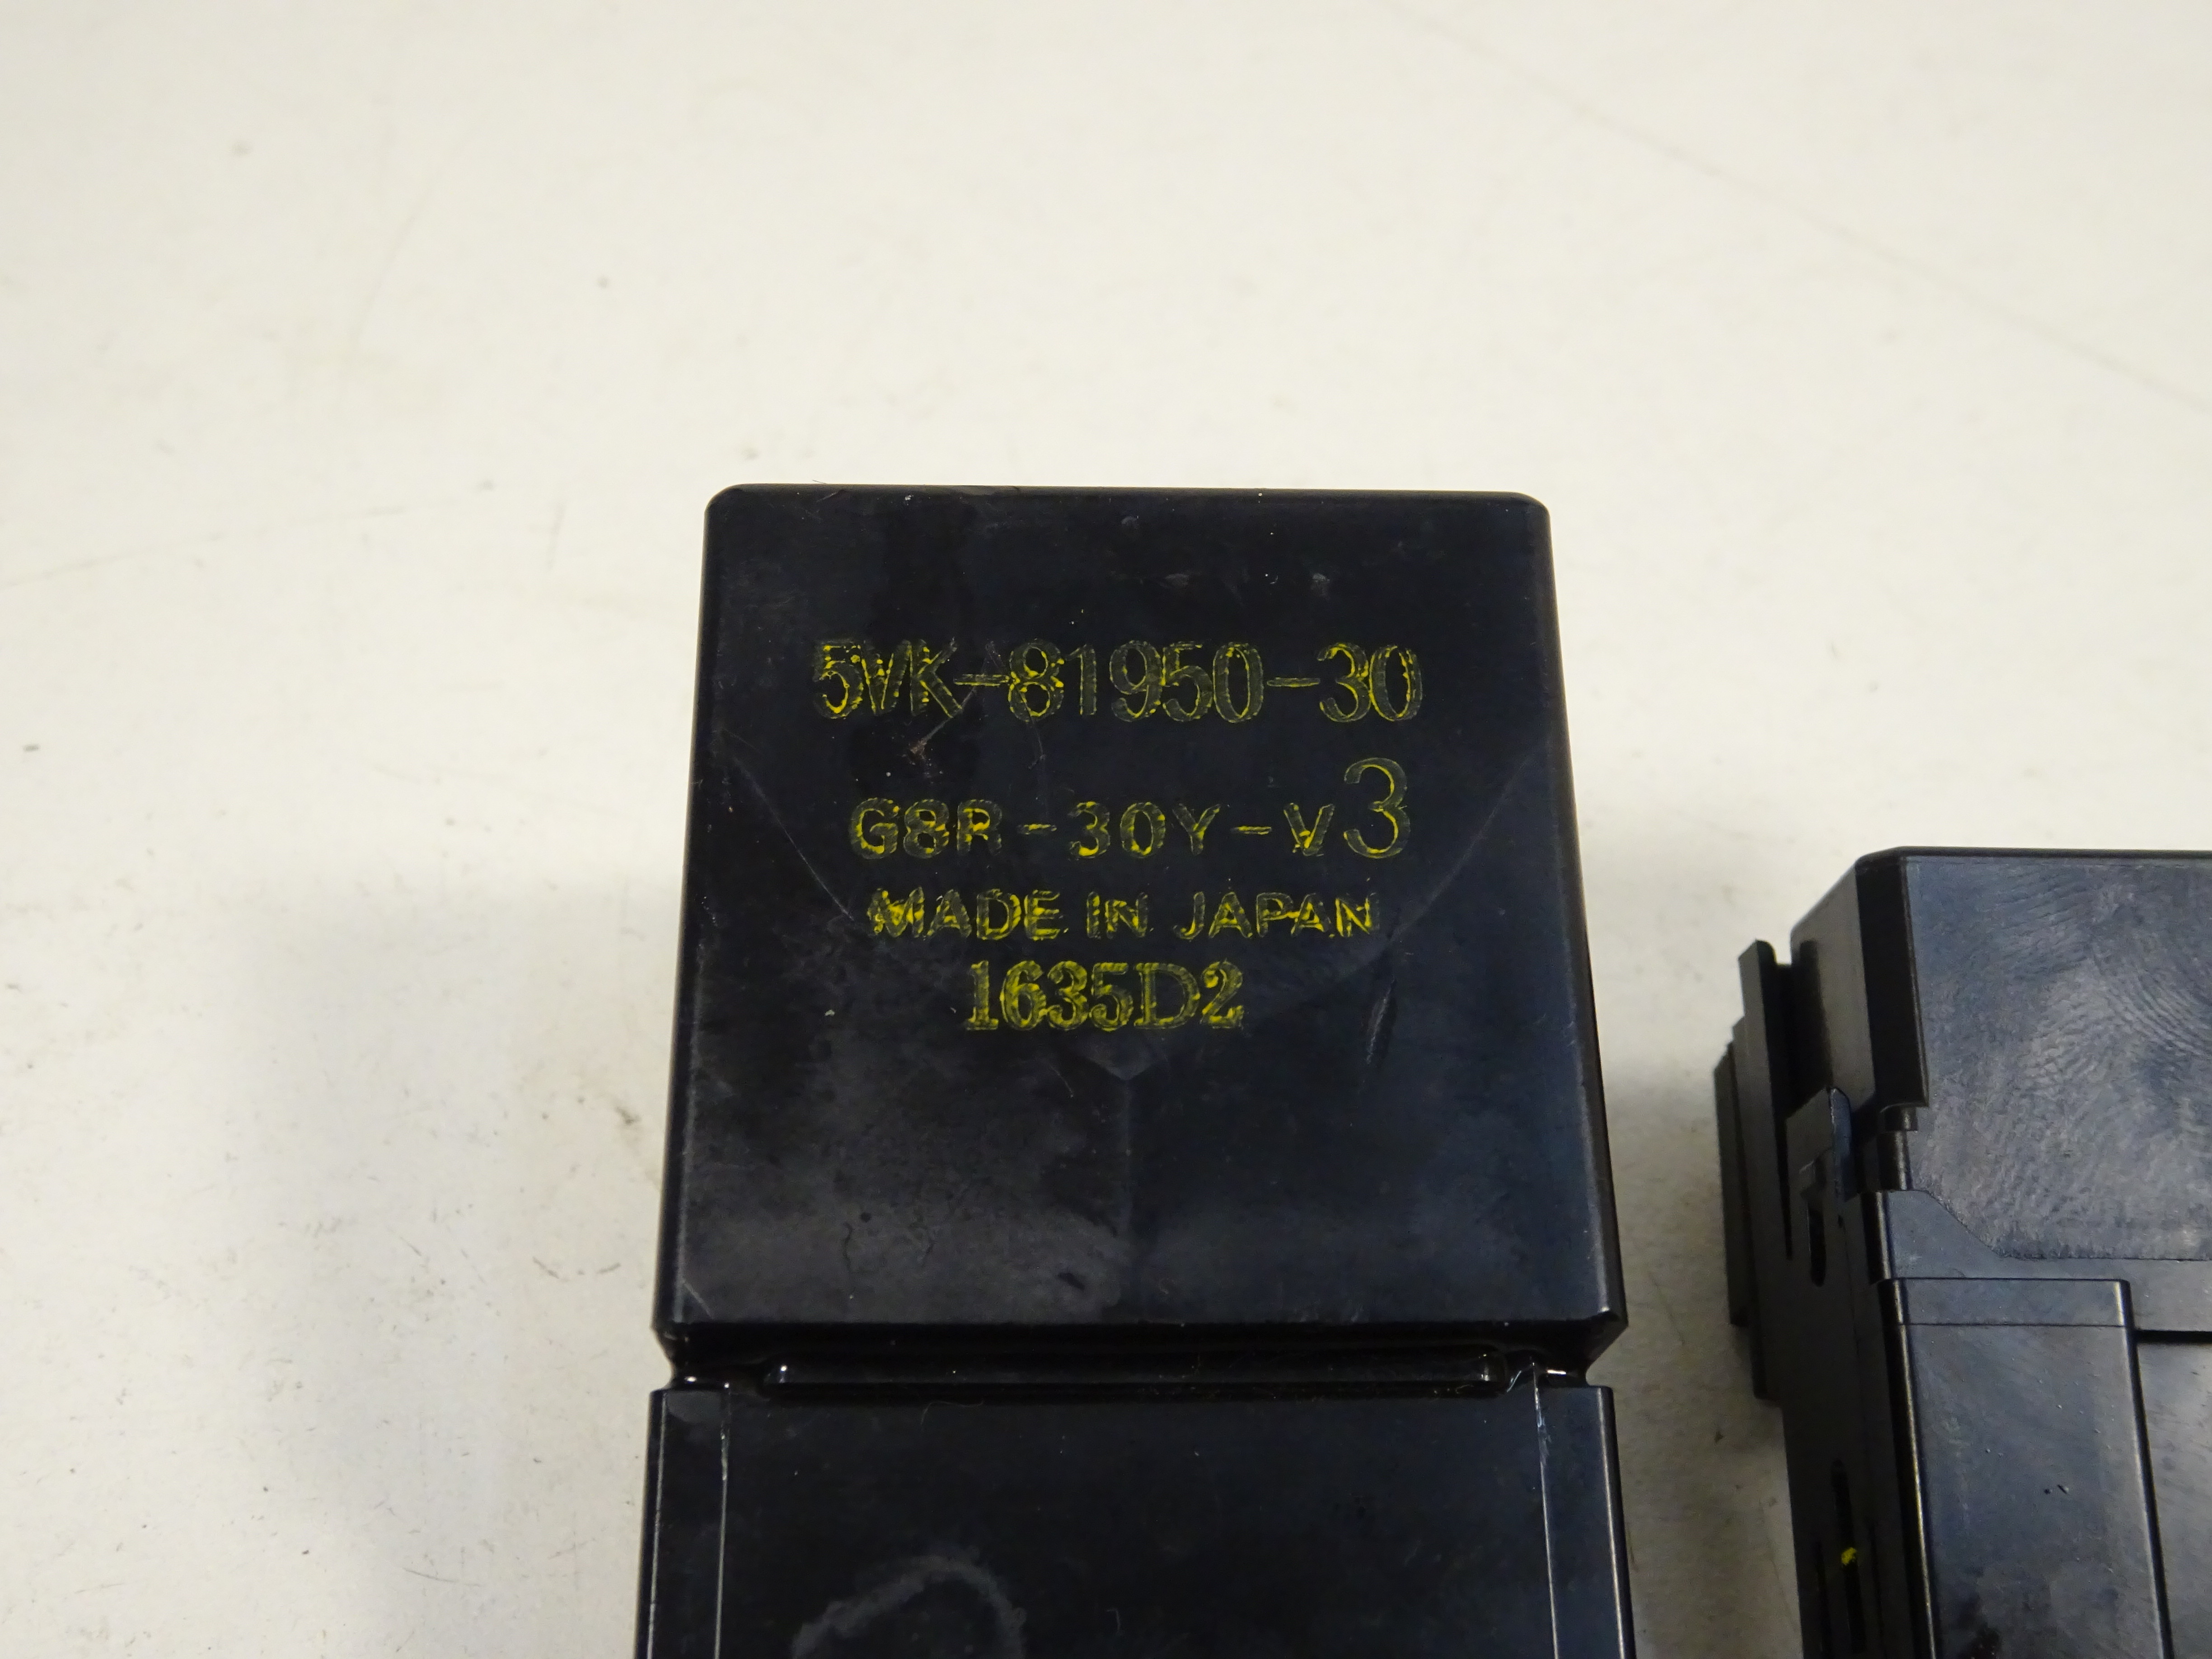 5VK-81950-30
G8R-30Y-V3
MADE IN JAPAN
1635D2